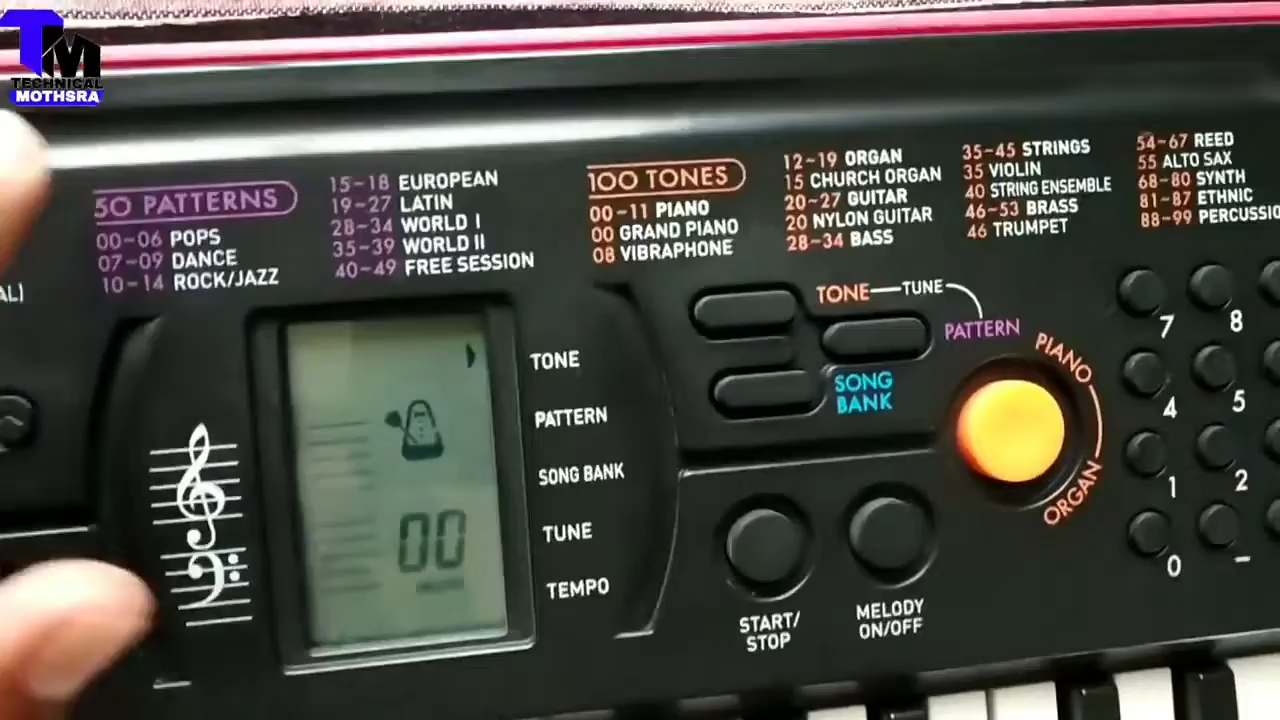 TM
TECHNICAL
MOTHSRA
50 PATTERNS
00-06 POPS
07-09 DANCE
10-14 ROCK/JAZZ
15-18 EUROPEAN
19-27 LATIN
28-34 WORLD I
35-39 WORLD II
40-49 FREE SESSION
100 TONES
00-11 PIANO
00 GRAND PIANO
08 VIBRAPHONE
12-19 ORGAN
15 CHURCH ORGAN
20-27 GUITAR
20 NYLON GUITAR
28-34 BASS
35-45 STRINGS
35 VIOLIN
40 STRING ENSEMBLE
46-53 BRASS
46 TRUMPET
54-67 REED
55 ALTO SAX
68-80 SYNTH
81-87 ETHNIC
88-99 PERCUSSIO
AL)
00
TONE
PATTERN
SONG BANK
TUNE
TEMPO
TONE TUNE
PATTERN
SONG
BANK
PIANO
ORGAN
START/
STOP
MELODY
ON/OFF
7 8
4 5
1 2
0 -